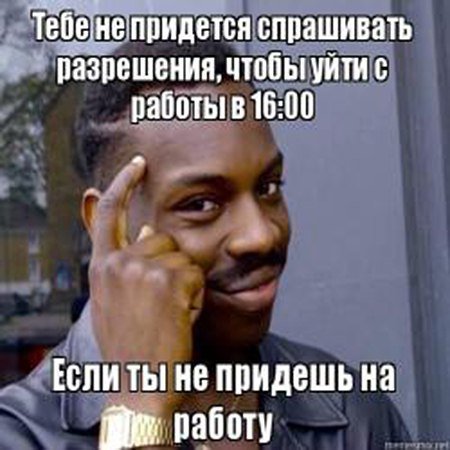 Тебе не придется спрашивать
разрешения, чтобы уйти с
работы в 16:00
Если ты не придешь на
работу